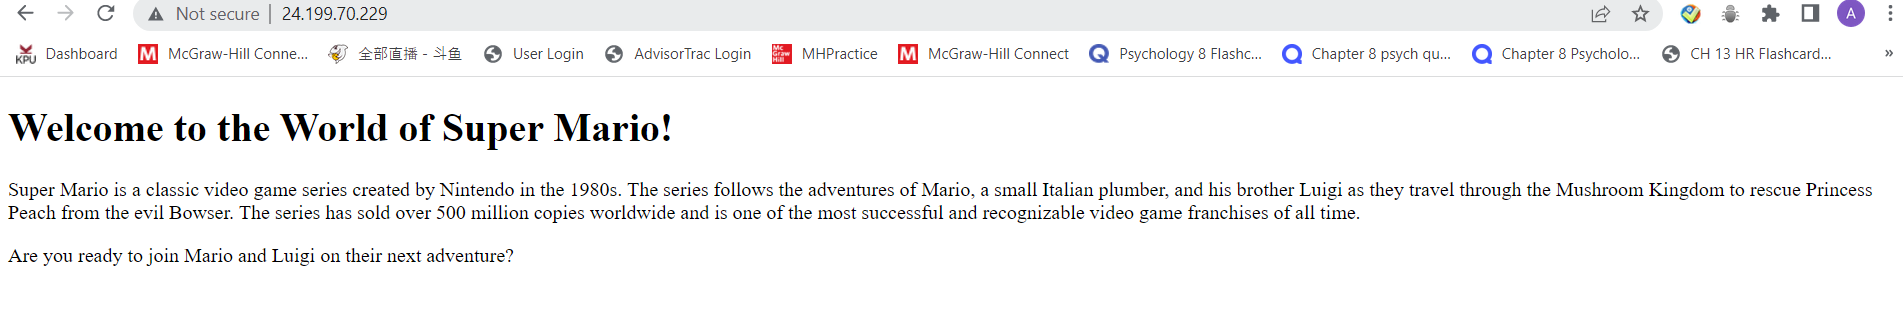 Not secure | 24.199.70.229
A
KPU Dashboard M McGraw-Hill Conne... 全部直播 - 斗鱼 User Login AdvisorTrac Login Mc Graw Hill MHPractice M McGraw-Hill Connect Q Psychology 8 Flashc... Chapter 8 psych qu... Chapter 8 Psycholo... CH 13 HR Flashcard... »
Welcome to the World of Super Mario!
Super Mario is a classic video game series created by Nintendo in the 1980s. The series follows the adventures of Mario, a small Italian plumber, and his brother Luigi as they travel through the Mushroom Kingdom to rescue Princess
Peach from the evil Bowser. The series has sold over 500 million copies worldwide and is one of the most successful and recognizable video game franchises of all time.
Are you ready to join Mario and Luigi on their next adventure?